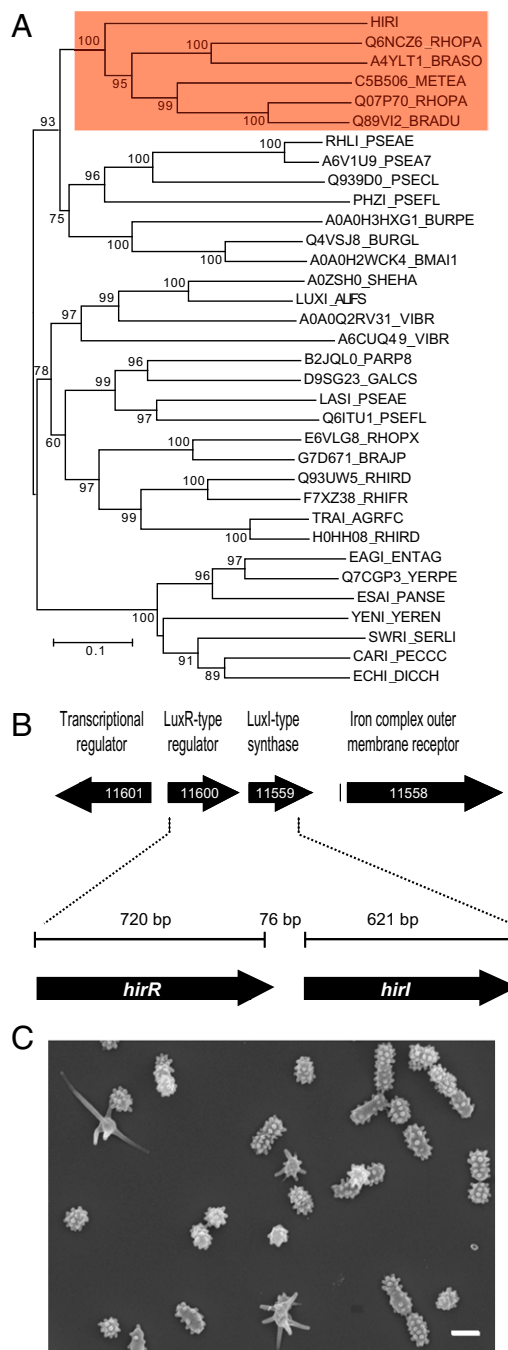 A
HIRI
100
Q6NCZ6_RHOPA
100
A4YLT1_BRASO
95
C5B506_METEA
99
Q07P70_RHOPA
100
Q89VI2_BRADU
93
RHLI_PSEAE
100
A6V1U9_PSEA7
100
Q939D0_PSECL
96
PHZI_PSEFL
75
A0A0H3HXG1_BURPE
100
Q4VSJ8_BURGL
100
A0A0H2WCK4_BMAI1
A0ZSH0_SHEHA
100
99
LUXI_ALIFS
97
A0A0Q2RV31_VIBR
A6CUQ49_VIBR
78
B2JQL0_PARP8
96
99
D9SG23_GALCS
LASI_PSEAE
97
Q6ITU1_PSEFL
60
E6VLG8_RHOPX
100
G7D671_BRAJP
97
Q93UW5_RHIRD
100
F7XZ38_RHIFR
99
TRAI_AGRFC
100
H0HH08_RHIRD
EAGI_ENTAG
97
Q7CGP3_YERPE
96
ESAI_PANSE
100
YENI_YEREN
SWRI_SERLI
91
CARI_PECCC
89
ECHI_DICCH
0.1
B
Transcriptional regulator
LuxR-type regulator
LuxI-type synthase
Iron complex outer membrane receptor
11601
11600
11559
11558
720 bp
76 bp
621 bp
hirR
hirI
C